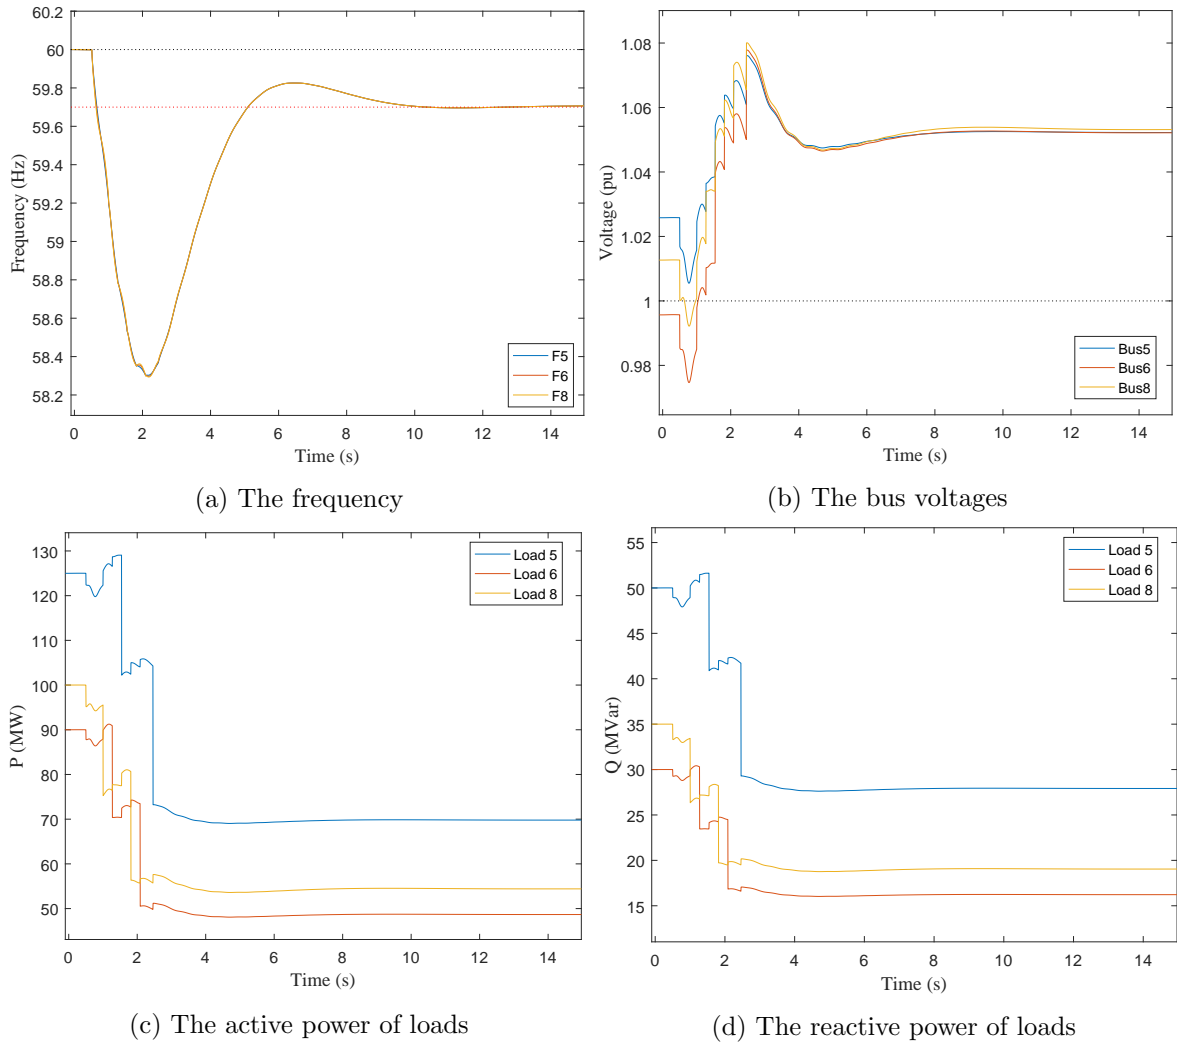 60.2
60
59.8
59.6
59.4
59.2
59
58.8
58.6
58.4
58.2
Frequency (Hz)
0 2 4 6 8 10 12 14
Time (s)
F5
F6
F8
(a) The frequency
1.08
1.06
1.04
1.02
1
0.98
Voltage (pu)
0 2 4 6 8 10 12 14
Time (s)
Bus5
Bus6
Bus8
(b) The bus voltages
130
120
110
100
90
80
70
60
50
P (MW)
0 2 4 6 8 10 12 14
Time (s)
Load 5
Load 6
Load 8
(c) The active power of loads
55
50
45
40
35
30
25
20
15
Q (MVar)
0 2 4 6 8 10 12 14
Time (s)
Load 5
Load 6
Load 8
(d) The reactive power of loads